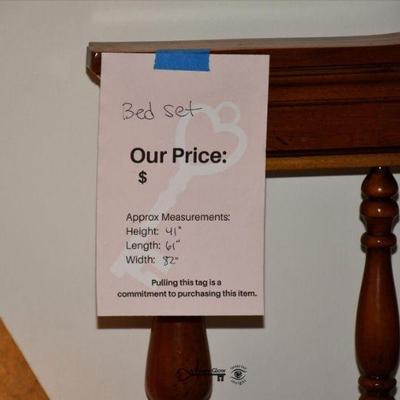 Bed set
Our Price:
$
Approx Measurements:
Height: 41"
Length: 61"
Width: 82"
Pulling this tag is a
commitment to purchasing this item.